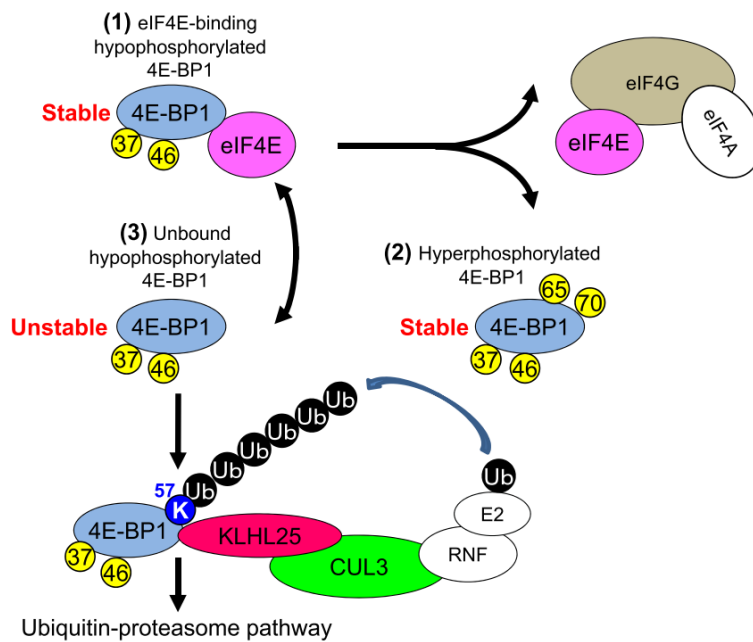 (1) eIF4E-binding
hypophosphorylated
4E-BP1
Stable
4E-BP1
37
46
eIF4E
eIF4G
eIF4E
eIF4A
(3) Unbound
hypophosphorylated
4E-BP1
Unstable
4E-BP1
37
46
(2) Hyperphosphorylated
4E-BP1
65
70
Stable
4E-BP1
37
46
Ub
Ub
Ub
Ub
Ub
Ub
Ub
57
K
4E-BP1
37
46
KLHL25
CUL3
RNF
E2
Ubiquitin-proteasome pathway